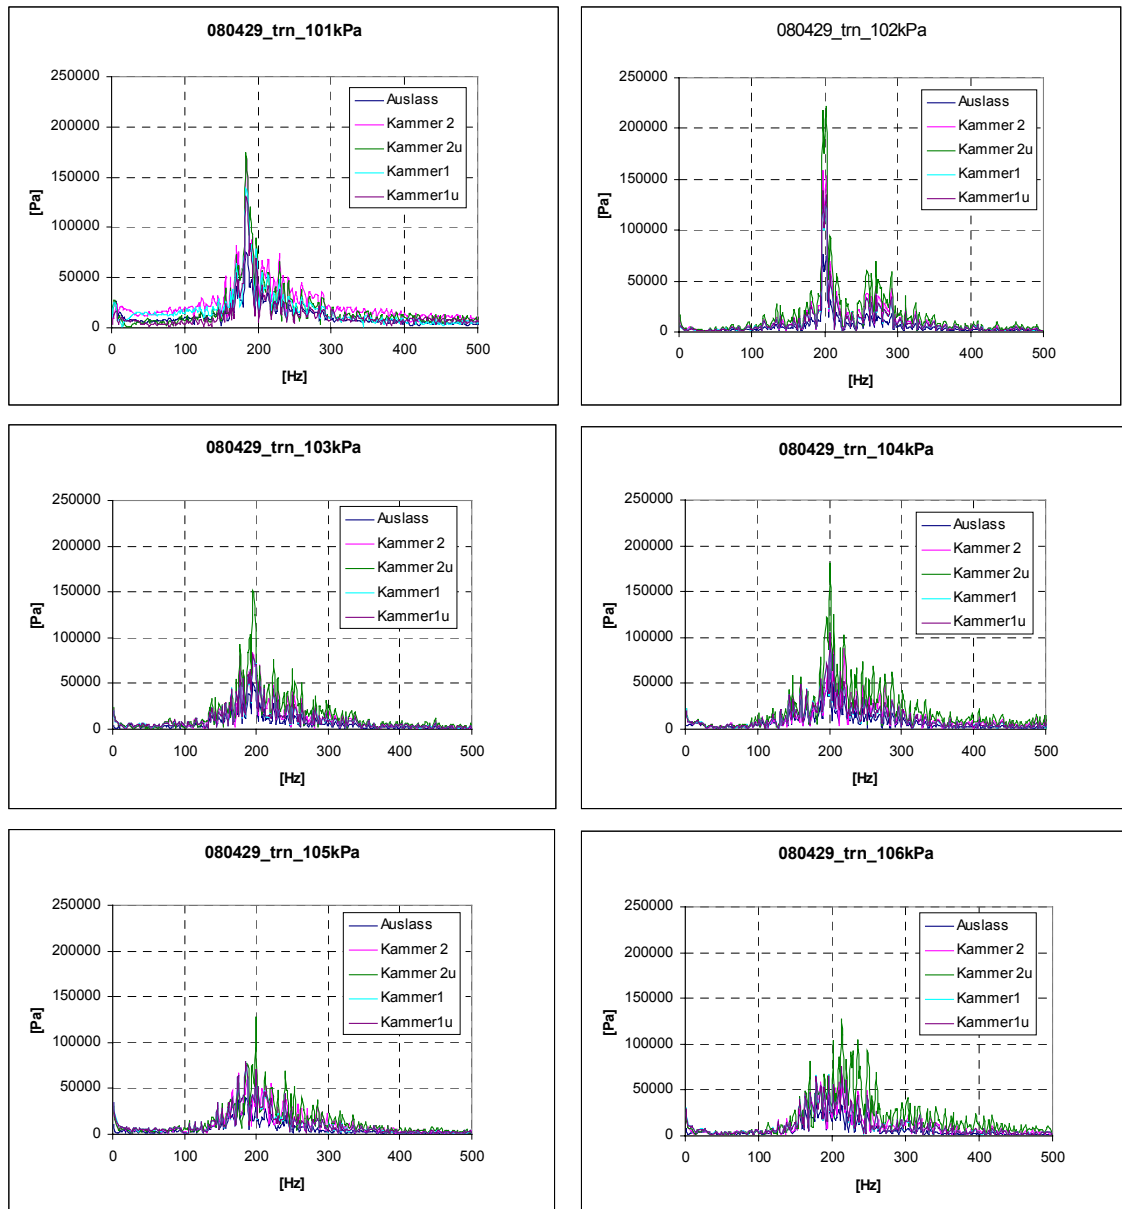 080429_trn_101kPa
250000
200000
150000
100000
50000
0
[Pa]
0 100 200 300 400 500
[Hz]
Auslass
Kammer 2
Kammer 2u
Kammer1
Kammer1u
080429_trn_102kPa
250000
200000
150000
100000
50000
0
[Pa]
0 100 200 300 400 500
[Hz]
Auslass
Kammer 2
Kammer 2u
Kammer1
Kammer1u
080429_trn_103kPa
250000
200000
150000
100000
50000
0
[Pa]
0 100 200 300 400 500
[Hz]
Auslass
Kammer 2
Kammer 2u
Kammer1
Kammer1u
080429_trn_104kPa
250000
200000
150000
100000
50000
0
[Pa]
0 100 200 300 400 500
[Hz]
Auslass
Kammer 2
Kammer 2u
Kammer1
Kammer1u
080429_trn_105kPa
250000
200000
150000
100000
50000
0
[Pa]
0 100 200 300 400 500
[Hz]
Auslass
Kammer 2
Kammer 2u
Kammer1
Kammer1u
080429_trn_106kPa
250000
200000
150000
100000
50000
0
[Pa]
0 100 200 300 400 500
[Hz]
Auslass
Kammer 2
Kammer 2u
Kammer1
Kammer1u